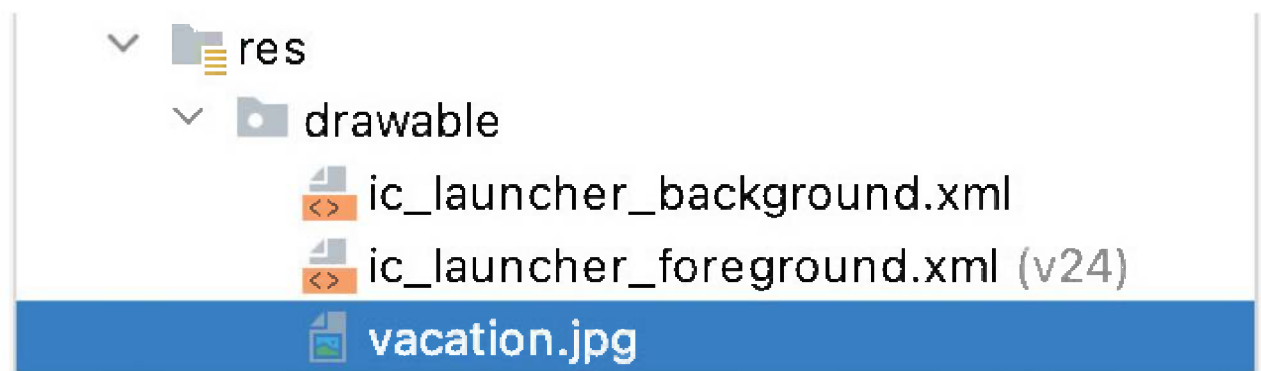 res
drawable
ic_launcher_background.xml
ic_launcher_foreground.xml (v24)
vacation.jpg